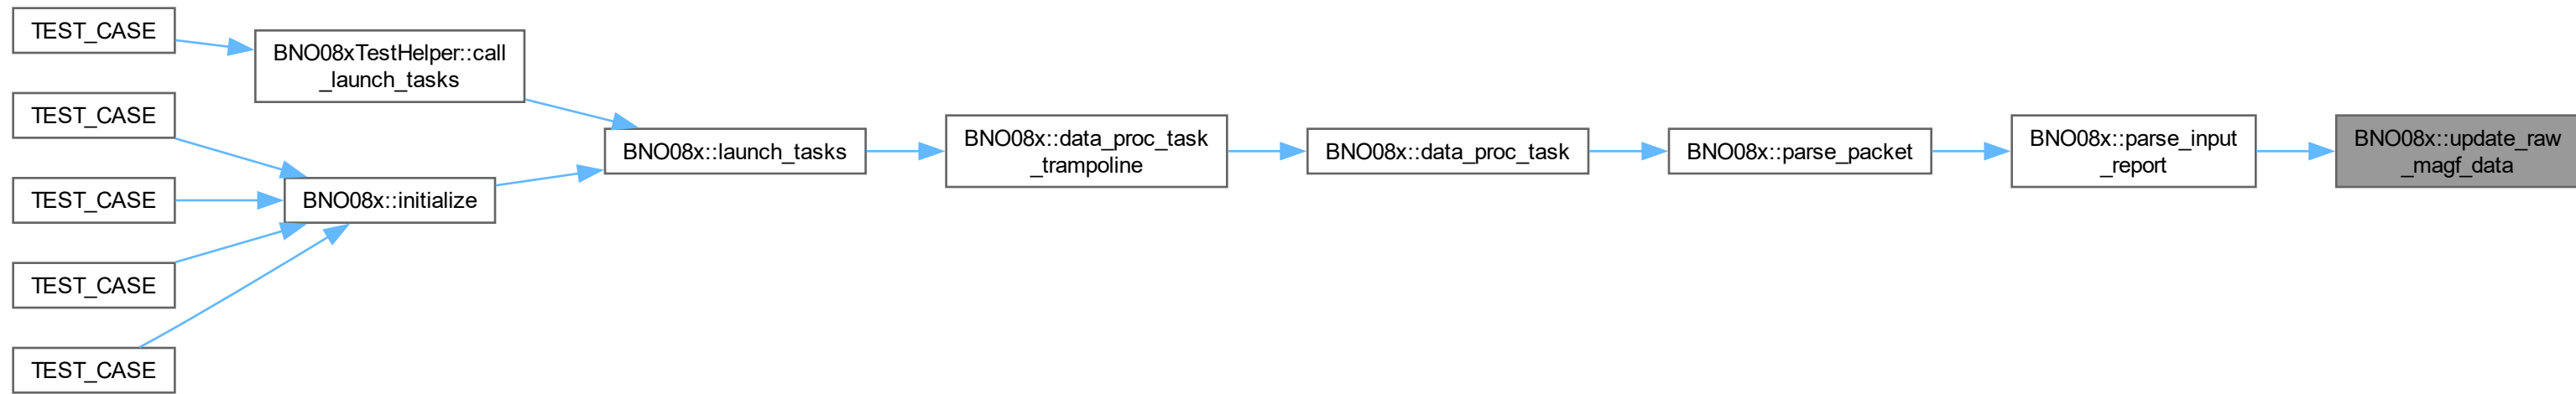 TEST_CASE
BNO08xTestHelper::call
_launch_tasks
TEST_CASE
TEST_CASE
BNO08x::initialize
TEST_CASE
TEST_CASE
BNO08x::launch_tasks
BNO08x::data_proc_task
_trampoline
BNO08x::data_proc_task
BNO08x::parse_packet
BNO08x::parse_input
_report
BNO08x::update_raw
_magf_data